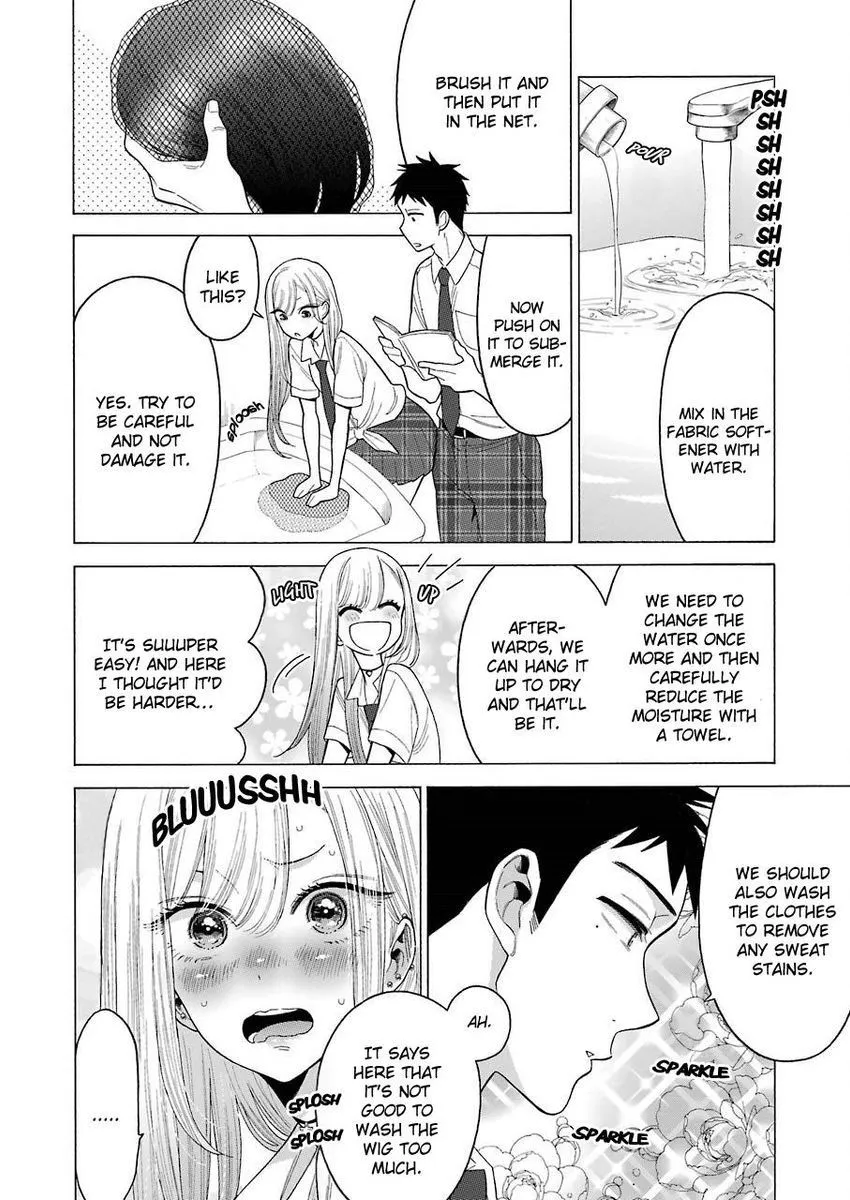 PSH
SH
SH
SH
SH
SH
SH
SH
POUR
MIX IN THE
FABRIC SOFT-
ENER WITH
WATER.
BRUSH IT AND
THEN PUT IT
IN THE NET.
NOW
PUSH ON
IT TO SUB-
MERGE IT.
LIKE
THIS?
SPLOOSH
YES. TRY TO
BE CAREFUL
AND NOT
DAMAGE IT.
WE NEED TO
CHANGE THE
WATER ONCE
MORE AND THEN
CAREFULLY
REDUCE THE
MOISTURE WITH
A TOWEL.
AFTER-
WARDS, WE
CAN HANG IT
UP TO DRY
AND THAT'LL
BE IT.
LIGHT UP
IT'S SUUUPER
EASY! AND HERE
I THOUGHT IT'D
BE HARDER...
WE SHOULD
ALSO WASH
THE CLOTHES
TO REMOVE
ANY SWEAT
STAINS.
SPARKLE
SPARKLE
AH.
IT SAYS
HERE THAT
IT'S NOT
GOOD TO
WASH THE
WIG TOO
MUCH.
SPLOSH
SPLOSH
BLUUUSSHH
.....